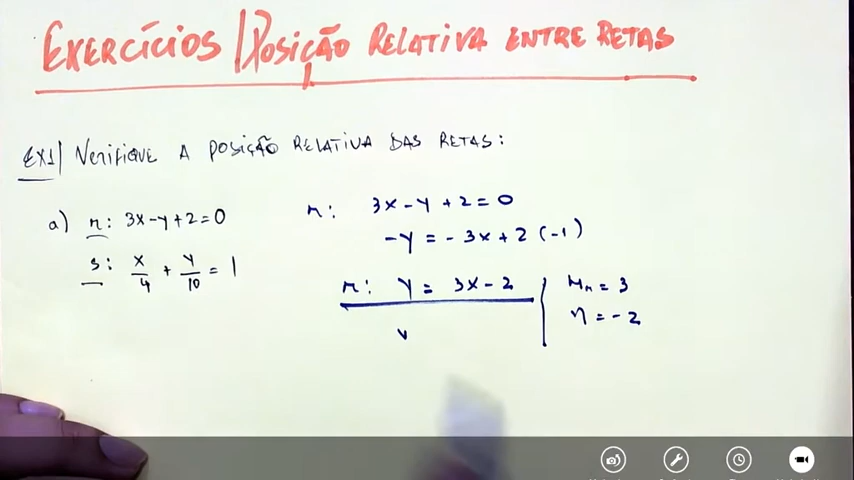 EXERCÍCIOS | POSIÇÃO RELATIVA ENTRE RETAS
EX1| VERIFIQUE A POSIÇÃO RELATIVA DAS RETAS:
a) r: 3x-y+2=0
s: x/4 + y/10 = 1
r: 3x-y+2=0
-y = -3x+2 (-1)
r: y = 3x-2
Mr = 3
n = -2